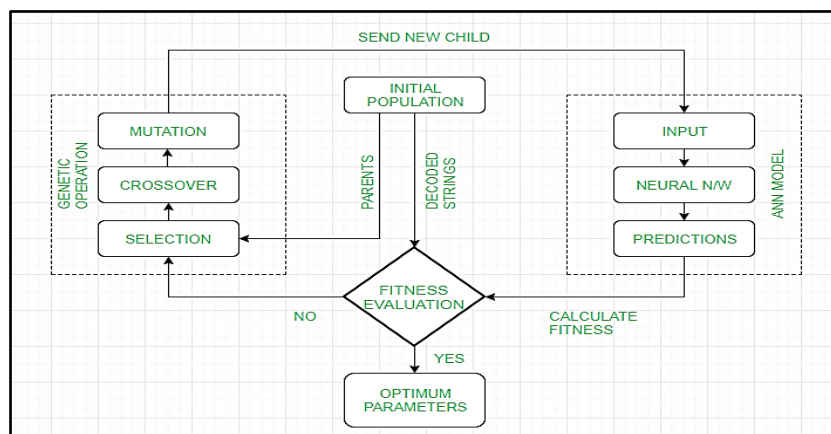 SEND NEW CHILD
INITIAL
POPULATION
MUTATION
CROSSOVER
SELECTION
GENETIC
OPERATION
PARENTS
DECODED
STRINGS
INPUT
NEURAL N/W
PREDICTIONS
ANN MODEL
FITNESS
EVALUATION
NO
CALCULATE
FITNESS
YES
OPTIMUM
PARAMETERS